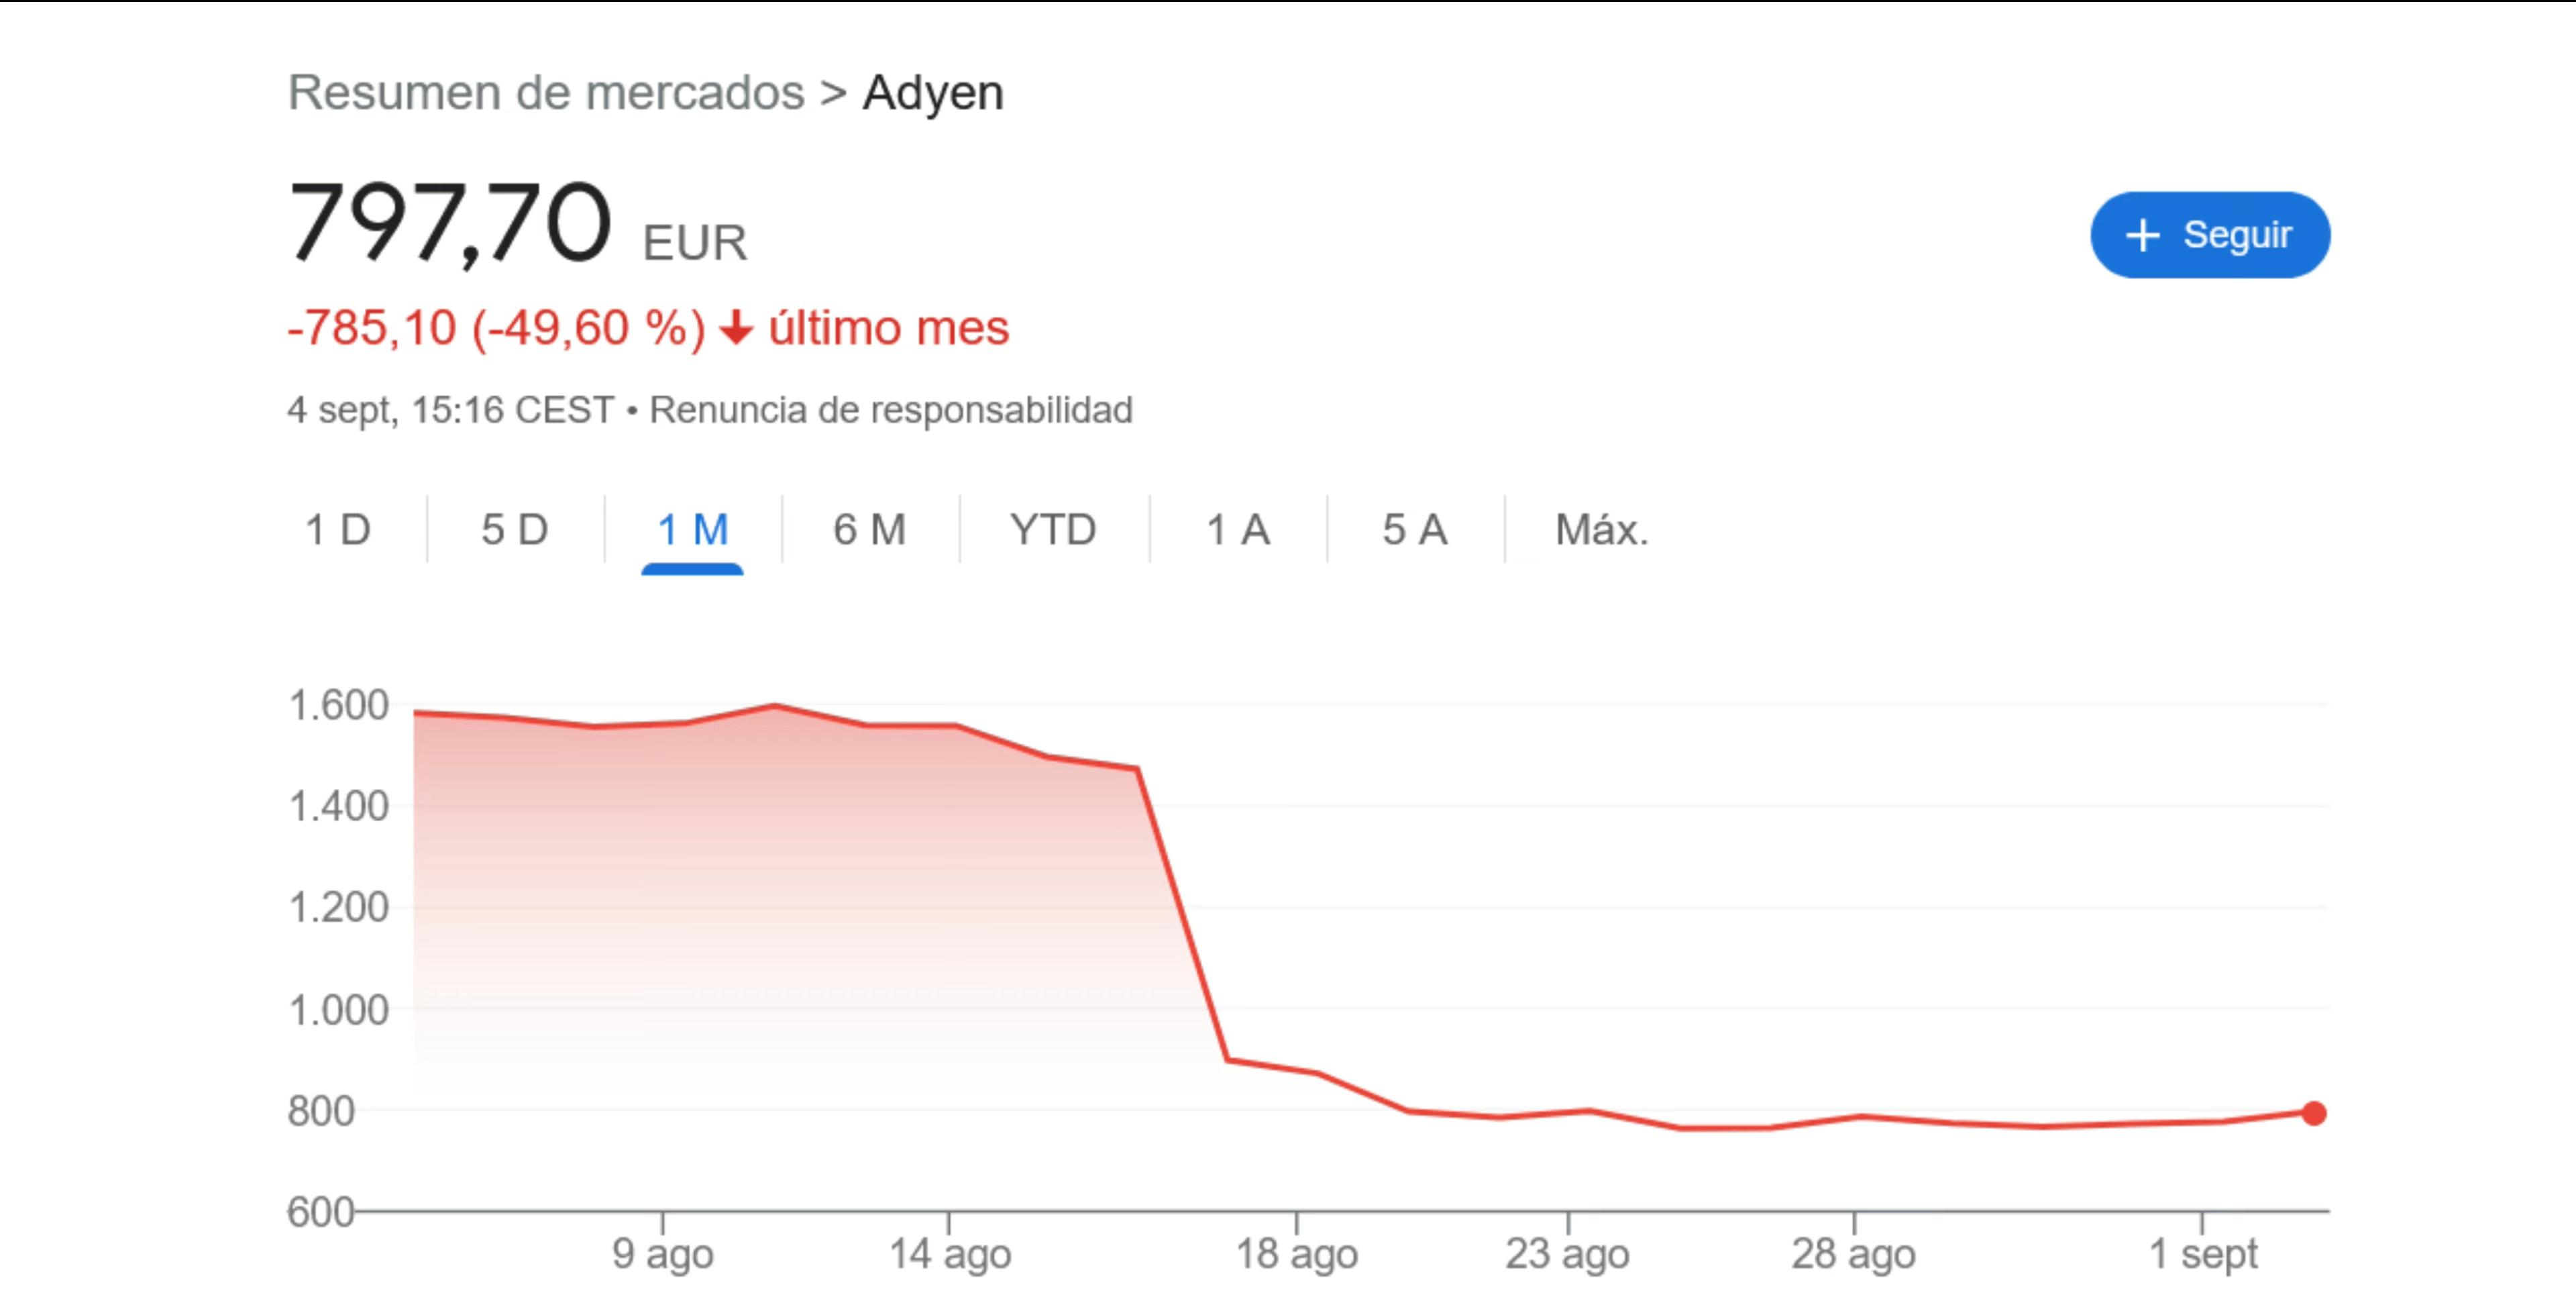 Resumen de mercados > Adyen
797,70 EUR
+ Seguir
-785,10 (-49,60 %) ↓ último mes
4 sept, 15:16 CEST • Renuncia de responsabilidad
1 D 5 D 1 M 6 M YTD 1 A 5 A Máx.
1.600
1.400
1.200
1.000
800
600
9 ago 14 ago 18 ago 23 ago 28 ago 1 sept